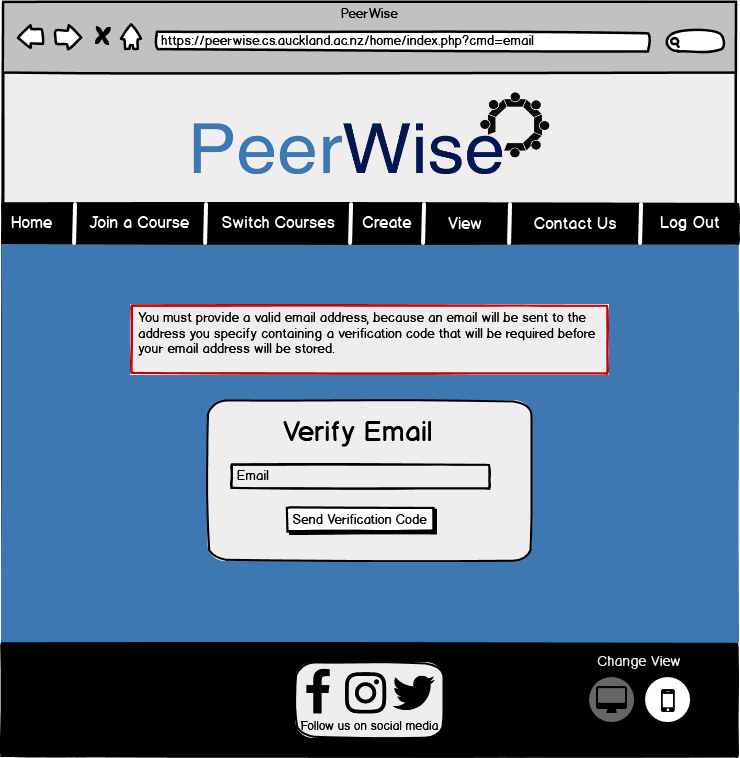 PeerWise
https://peerwise.cs.auckland.ac.nz/home/index.php?cmd=email
PeerWise
Home Join a Course Switch Courses Create View Contact Us Log Out
You must provide a valid email address, because an email will be sent to the
address you specify containing a verification code that will be required before
your email address will be stored.
Verify Email
Email
Send Verification Code
Change View
Follow us on social media